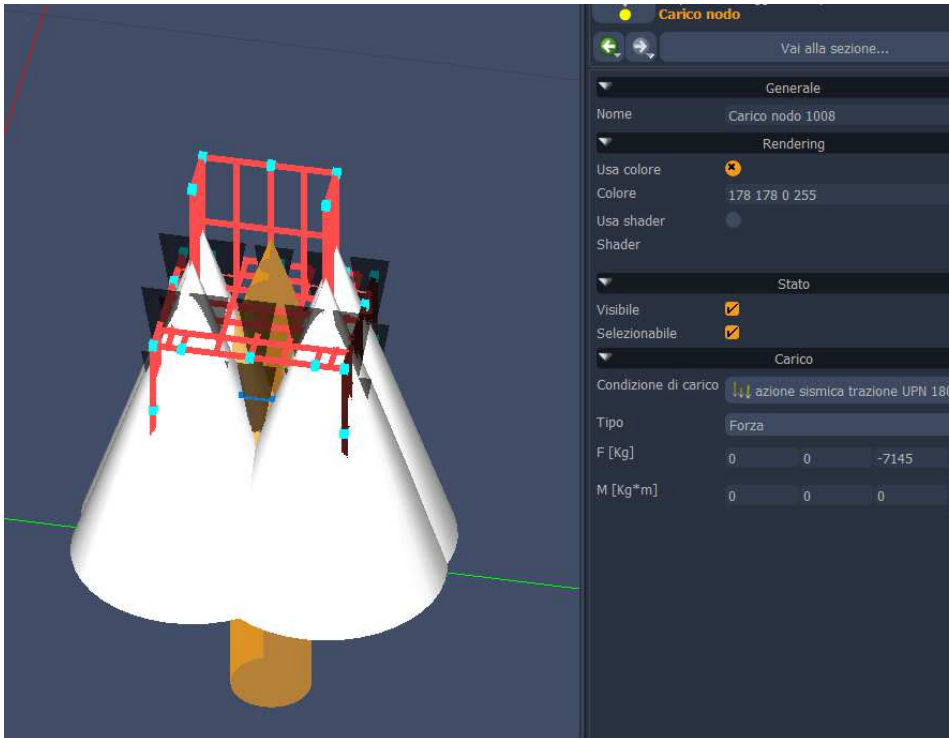 Carico nodo
Vai alla sezione...
Generale
Nome Carico nodo 1008
Rendering
Usa colore
Colore 178 178 0 255
Usa shader
Shader
Stato
Visibile
Selezionabile
Carico
Condizione di carico azione sismica trazione UPN 180
Tipo Forza
F [Kg] 0 0 -7145
M [Kg*m] 0 0 0